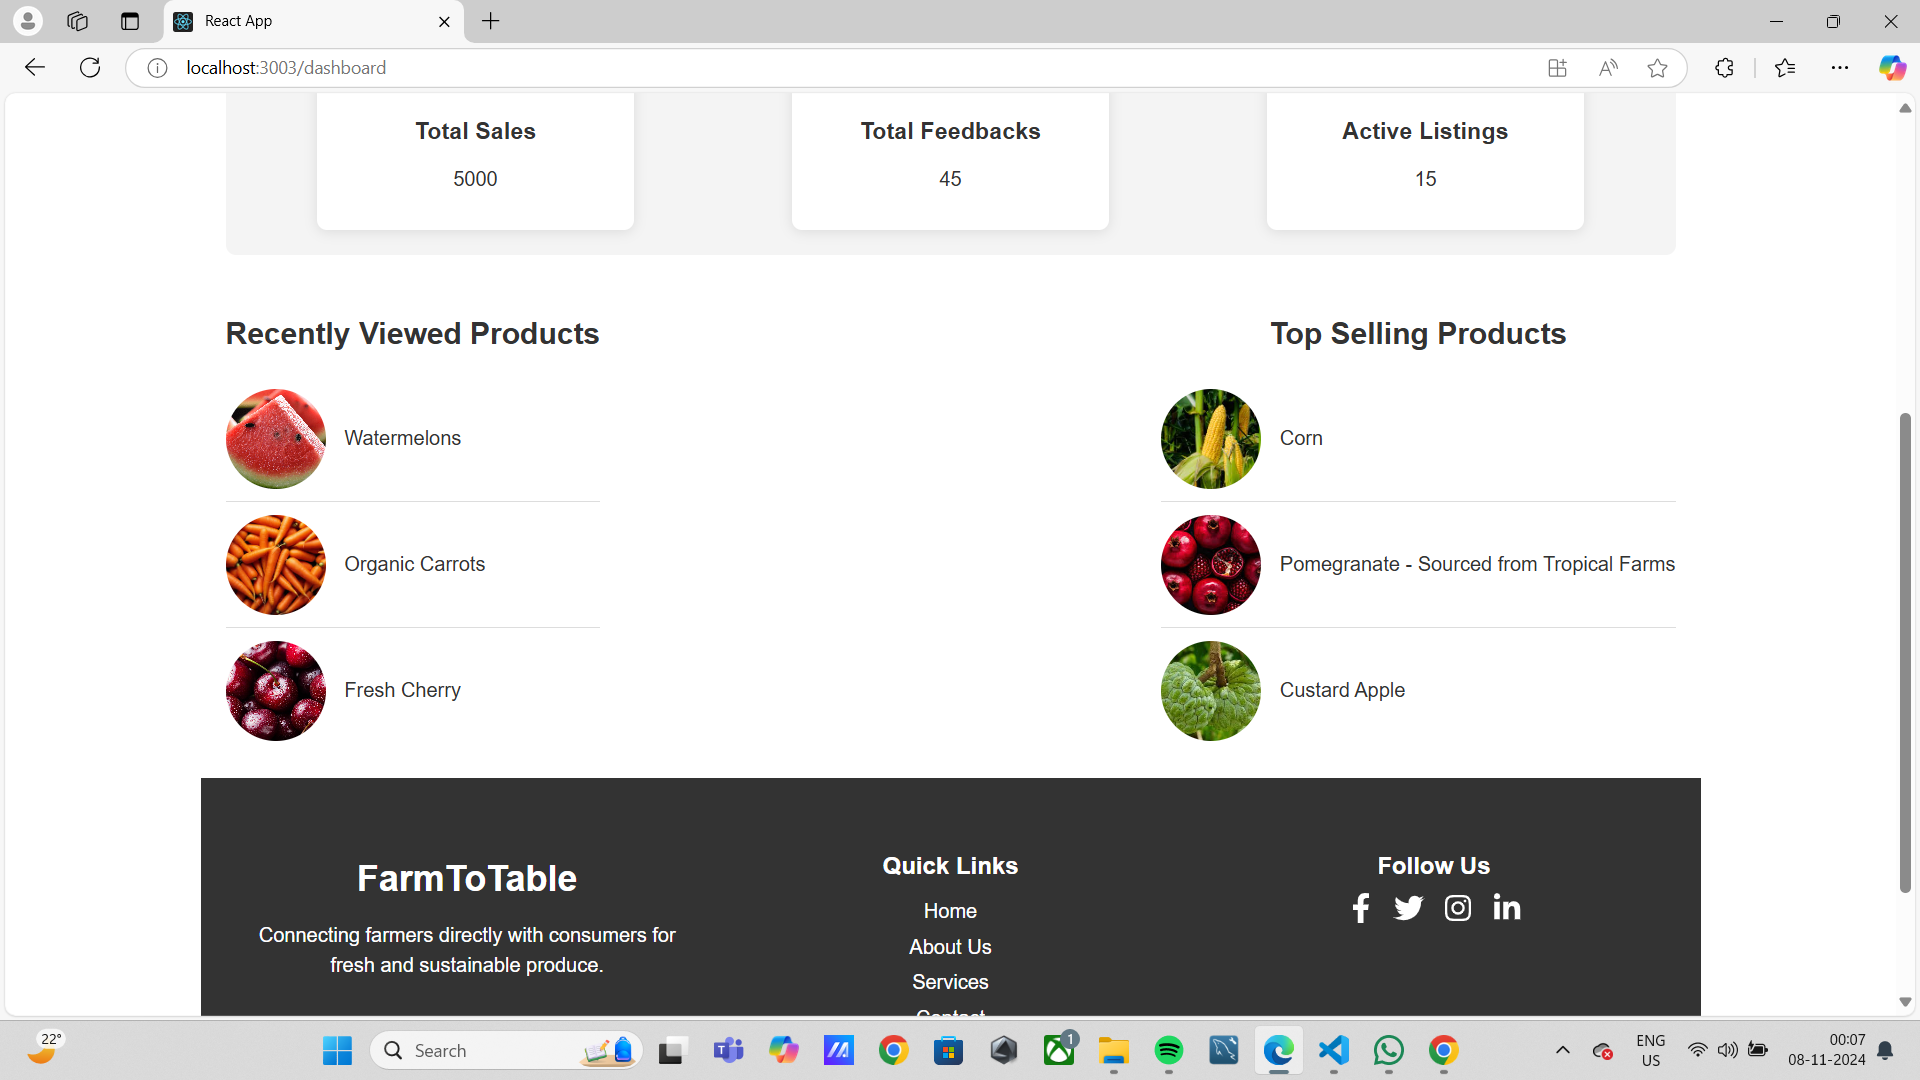 React App
localhost:3003/dashboard
Total Sales
5000
Total Feedbacks
45
Active Listings
15
Recently Viewed Products
Watermelons
Organic Carrots
Fresh Cherry
Top Selling Products
Corn
Pomegranate - Sourced from Tropical Farms
Custard Apple
FarmToTable
Connecting farmers directly with consumers for
fresh and sustainable produce.
Quick Links
Home
About Us
Services
Contact
Follow Us
22°
Search
1
ENG
US
00:07
08-11-2024